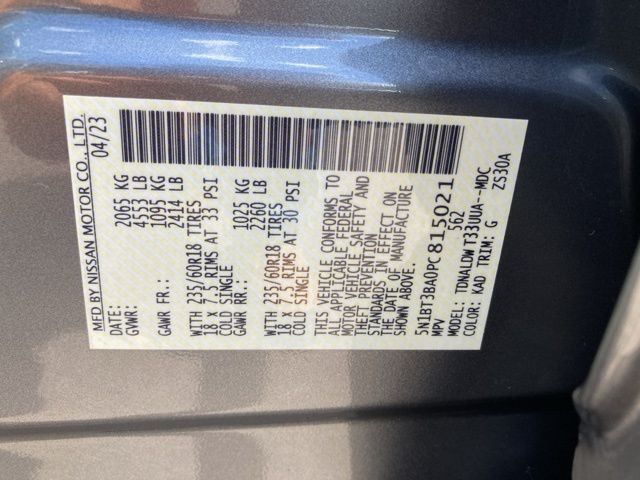 MFD BY NISSAN MOTOR CO., LTD.
DATE: 04/23
GVWR: 2065 KG
4553 LB
GAWR FR.: 1095 KG
2414 LB
WITH 235/60R18 TIRES
18 X 7.5 RIMS AT 33 PSI
COLD SINGLE
GAWR RR.: 1025 KG
2260 LB
WITH 235/60R18 TIRES
18 X 7.5 RIMS AT 30 PSI
COLD SINGLE
THIS VEHICLE CONFORMS TO
ALL APPLICABLE FEDERAL
MOTOR VEHICLE SAFETY AND
THEFT PREVENTION
STANDARDS IN EFFECT ON
THE DATE OF MANUFACTURE
SHOWN ABOVE.
5N1BT3BA0PC815021
MPV 562
MODEL: TDNALDWT33UUA--MDC
COLOR: KAD TRIM: G ZS30A